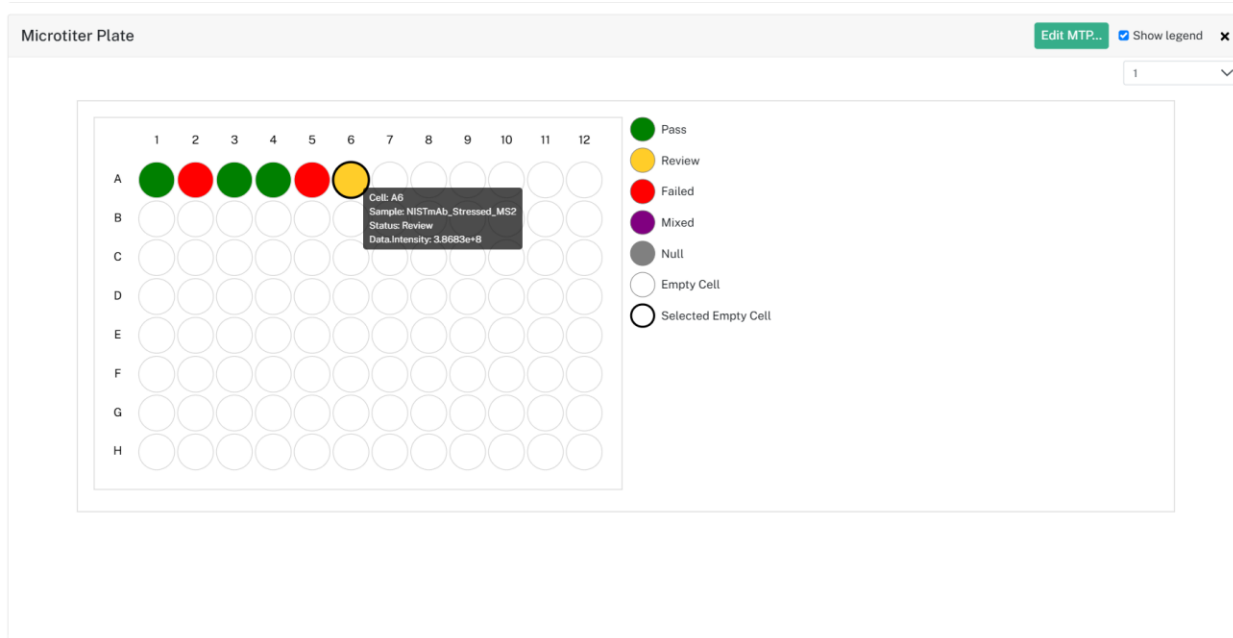 Microtiter Plate
Edit MTP...
Show legend
1
1 2 3 4 5 6 7 8 9 10 11 12
A
B
C
D
E
F
G
H
Cell: A6
Sample: NISTmAb_Stressed_MS2
Status: Review
Data.Intensity: 3.8683e+8
Pass
Review
Failed
Mixed
Null
Empty Cell
Selected Empty Cell